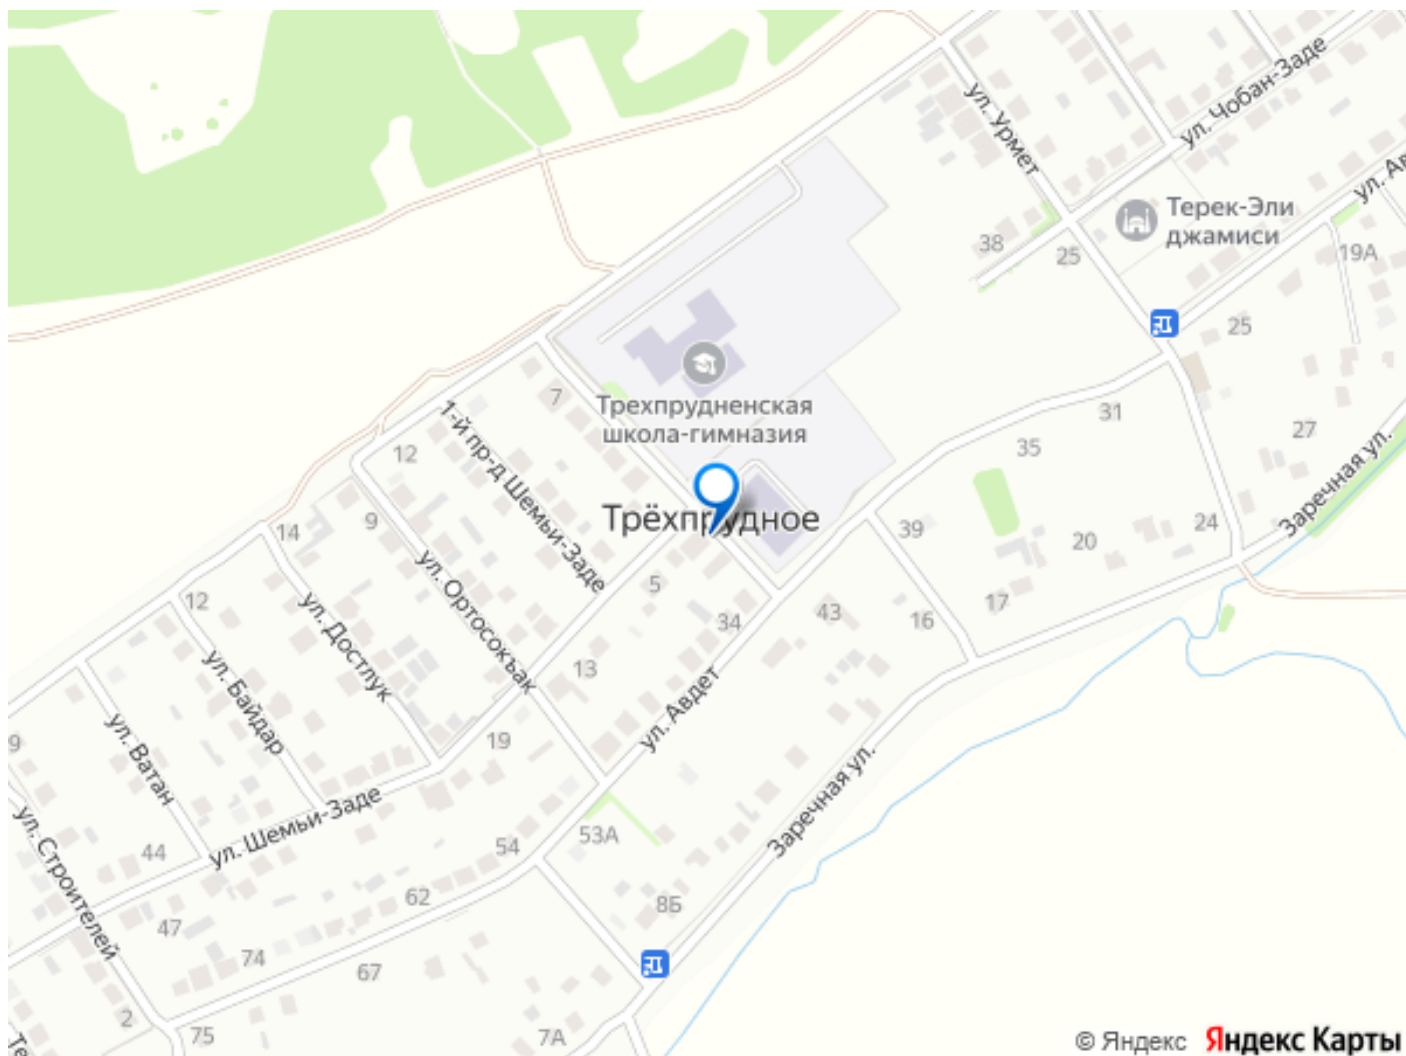 ул. Чобан-Заде
ул. Урмет
Терек-Эли
джамиси
38
25
ул. Ав
19А
25
7
Трехпрудненская
школа-гимназия
31
35
27
Заречная ул.
12
1-й пр-д Шемьи-Заде
Трёхпрудное
14
9
39
24
20
ул. Ортосокъак
5
17
12
ул. Достлук
34
43
16
13
ул. Байдар
ул. Авдет
9
ул. Ватан
19
Заречная ул.
ул. Шемьи-Заде
ул. Строителей
44
54
53А
62
8Б
47
74
67
2
75
7А
Те
© Яндекс Яндекс Карты